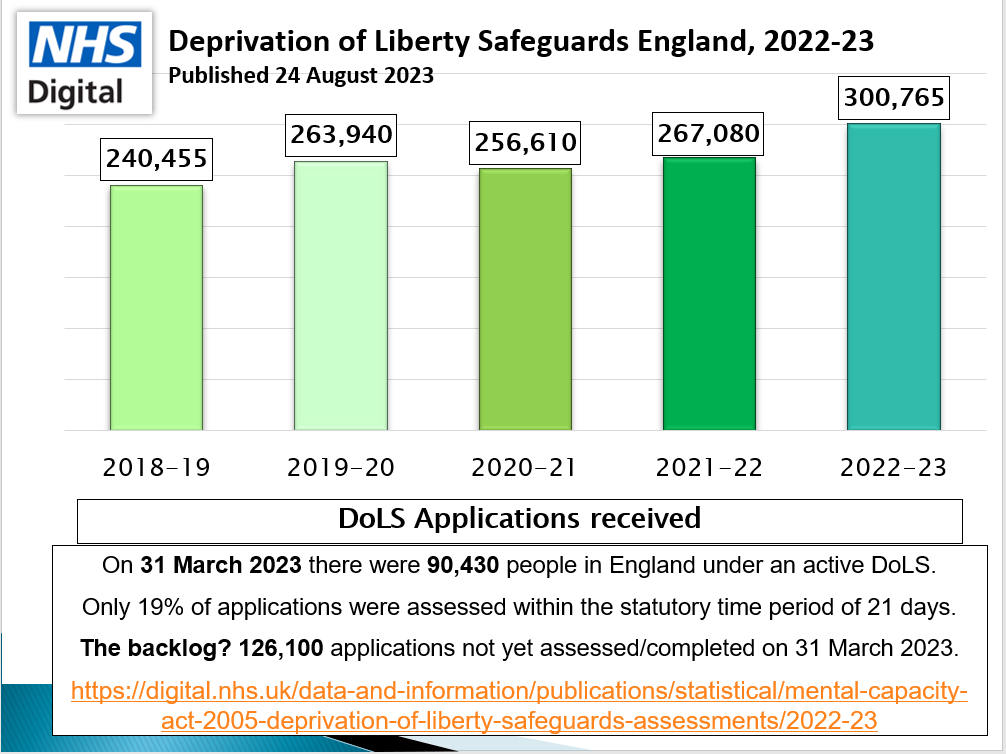 NHS
Digital
Deprivation of Liberty Safeguards England, 2022-23
Published 24 August 2023
240,455
263,940
256,610
267,080
300,765
2018-19
2019-20
2020-21
2021-22
2022-23
DoLS Applications received
On 31 March 2023 there were 90,430 people in England under an active DoLS.
Only 19% of applications were assessed within the statutory time period of 21 days.
The backlog? 126,100 applications not yet assessed/completed on 31 March 2023.
https://digital.nhs.uk/data-and-information/publications/statistical/mental-capacity-
act-2005-deprivation-of-liberty-safeguards-assessments/2022-23